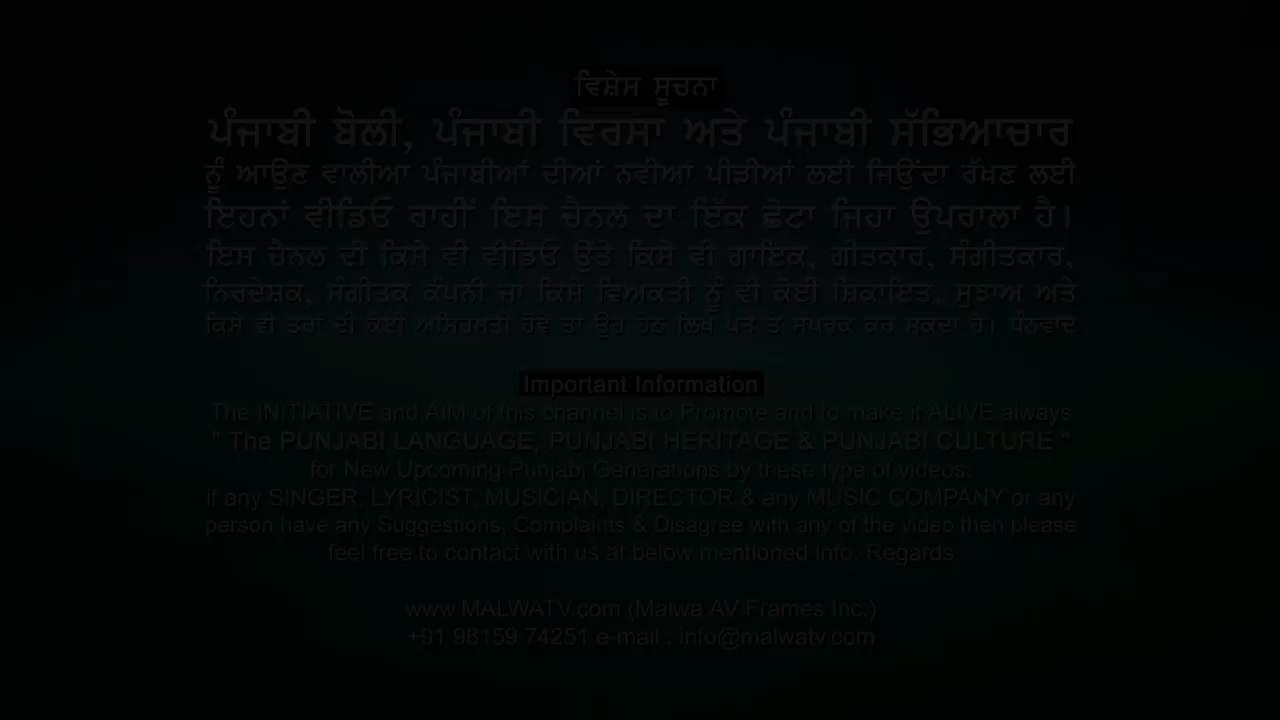 ਵਿਸ਼ੇਸ ਸੂਚਨਾ
ਪੰਜਾਬੀ ਬੋਲੀ, ਪੰਜਾਬੀ ਵਿਰਸਾ ਅਤੇ ਪੰਜਾਬੀ ਸੱਭਿਆਚਾਰ
ਨੂੰ ਆਉਣ ਵਾਲੀਆ ਪੰਜਾਬੀਆਂ ਦੀਆਂ ਨਵੀਆਂ ਪੀੜੀਆਂ ਲਈ ਜਿਉਂਦਾ ਰੱਖਣ ਲਈ
ਇਹਨਾਂ ਵੀਡਿਓ ਰਾਹੀਂ ਇਸ ਚੈਨਲ ਦਾ ਇੱਕ ਛੋਟਾ ਜਿਹਾ ਉਪਰਾਲਾ ਹੈ।
ਇਸ ਚੈਨਲ ਦੀ ਕਿਸੇ ਵੀ ਵੀਡਿਓ ਉਤੇ ਕਿਸੇ ਵੀ ਗਾਇਕ, ਗੀਤਕਾਰ, ਸੰਗੀਤਕਾਰ,
ਨਿਰਦੇਸ਼ਕ, ਸੰਗੀਤਕ ਕੰਪਨੀ ਜਾਂ ਕਿਸੇ ਵਿਅਕਤੀ ਨੂੰ ਵੀ ਕੋਈ ਸ਼ਿਕਾਇਤ, ਸੁਝਾਅ ਅਤੇ
ਕਿਸੇ ਵੀ ਤਰਾਂ ਦੀ ਕੋਈ ਅਸਿਹਮਤੀ ਹੋਵੇ ਤਾਂ ਉਹ ਹੇਠ ਲਿਖੇ ਪਤੇ ਤੇ ਸੰਪਰਕ ਕਰ ਸਕਦਾ ਹੈ। ਧੰਨਵਾਦ
Important Information
The INITIATIVE and AIM of this channel is to Promote and to make it ALIVE always
" The PUNJABI LANGUAGE, PUNJABI HERITAGE & PUNJABI CULTURE "
for New Upcoming Punjabi Generations by these type of videos.
if any SINGER, LYRICIST, MUSICIAN, DIRECTOR & any MUSIC COMPANY or any
person have any Suggestions, Complaints & Disagree with any of the video then please
feel free to contact with us at below mentioned info. Regards
www.MALWATV.com (Malwa AV Frames Inc.)
+91 98159 74251 e-mail : info@malwatv.com